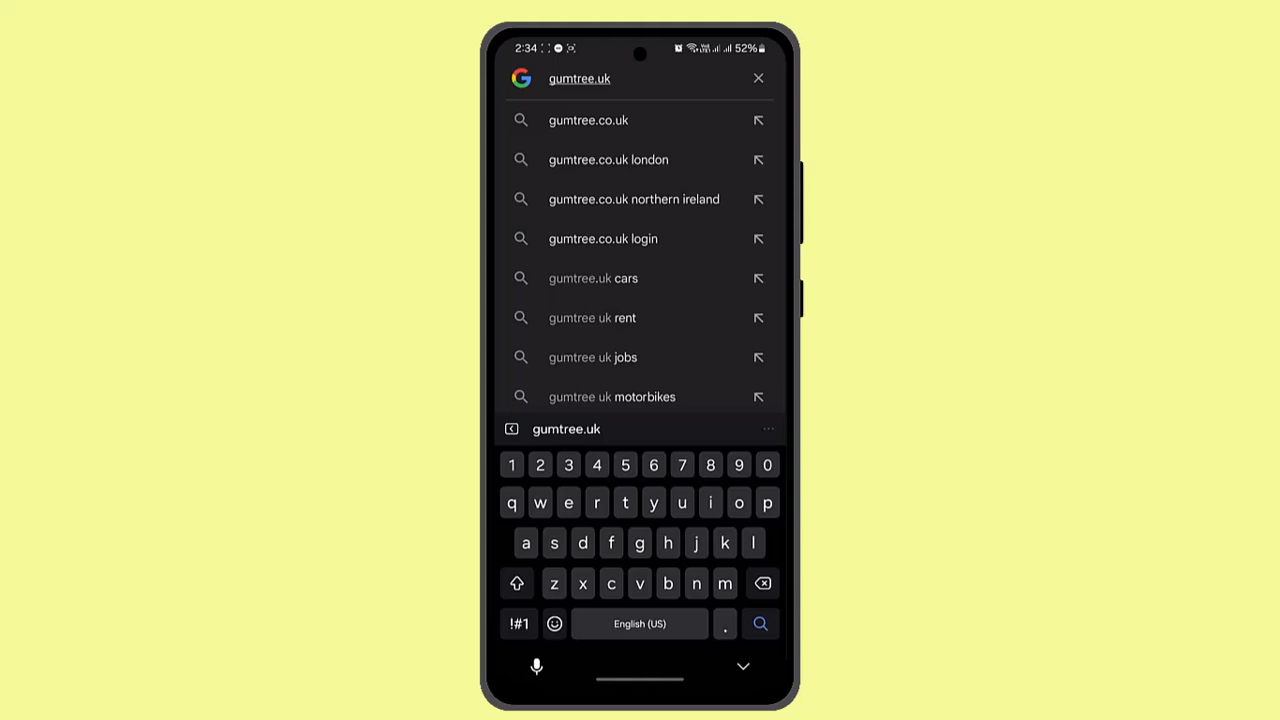 2:34 52%
gumtree.uk
gumtree.co.uk
gumtree.co.uk london
gumtree.co.uk northern ireland
gumtree.co.uk login
gumtree.uk cars
gumtree uk rent
gumtree uk jobs
gumtree uk motorbikes
gumtree.uk ...
1 2 3 4 5 6 7 8 9 0
q w e r t y u i o p
a s d f g h j k l
z x c v b n m
!#1 English (US) .